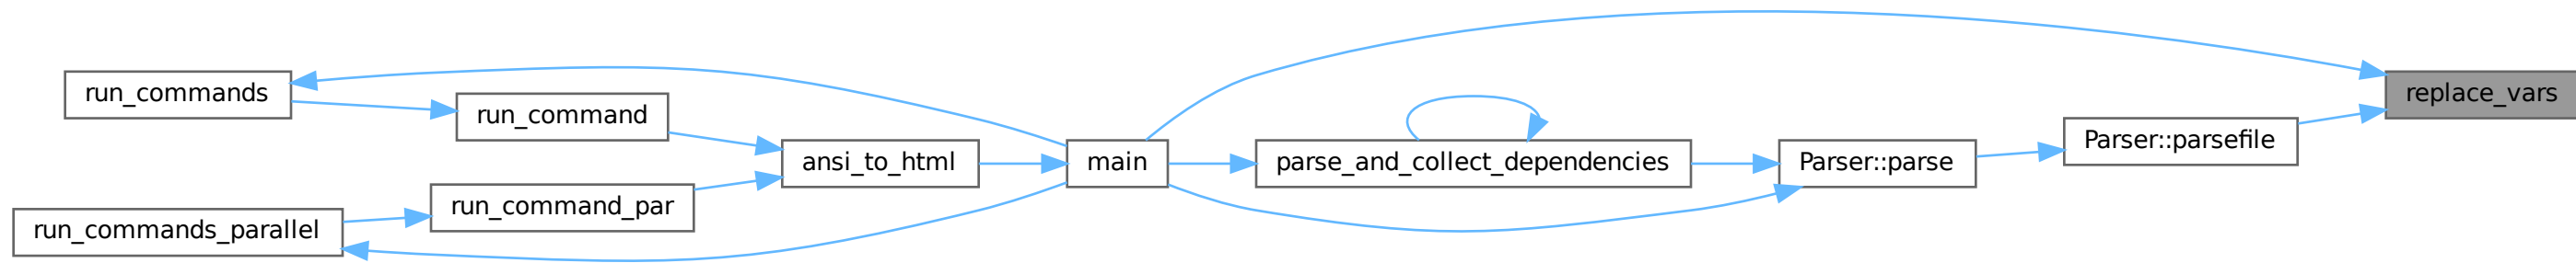 run_commands
run_command
replace_vars
ansi_to_html
main
parse_and_collect_dependencies
Parser::parse
Parser::parsefile
run_command_par
run_commands_parallel